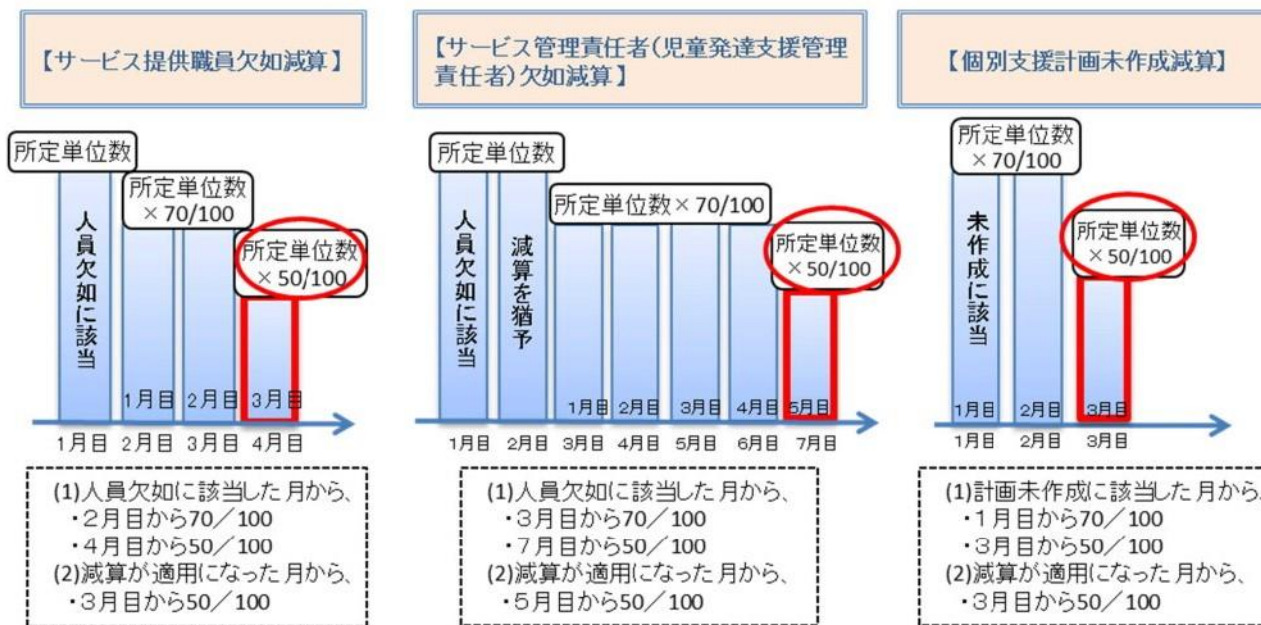 【サービス提供職員欠如減算】
所定単位数
所定単位数
×70/100
所定単位数
×50/100
人員欠如に該当
1月目 2月目 3月目
1月目 2月目 3月目 4月目
(1)人員欠如に該当した月から、
・2月目から70/100
・4月目から50/100
(2)減算が適用になった月から、
・3月目から50/100
【サービス管理責任者(児童発達支援管理
責任者)欠如減算】
所定単位数
所定単位数×70/100
所定単位数
×50/100
人員欠如に該当
減算を猶予
1月目 2月目 3月目 4月目 5月目
1月目 2月目 3月目 4月目 5月目 6月目 7月目
(1)人員欠如に該当した月から、
・3月目から70/100
・7月目から50/100
(2)減算が適用になった月から、
・5月目から50/100
【個別支援計画未作成減算】
所定単位数
×70/100
所定単位数
×50/100
未作成に該当
1月目 2月目 3月目
1月目 2月目 3月目
(1)計画未作成に該当した月から、
・1月目から70/100
・3月目から50/100
(2)減算が適用になった月から、
・3月目から50/100